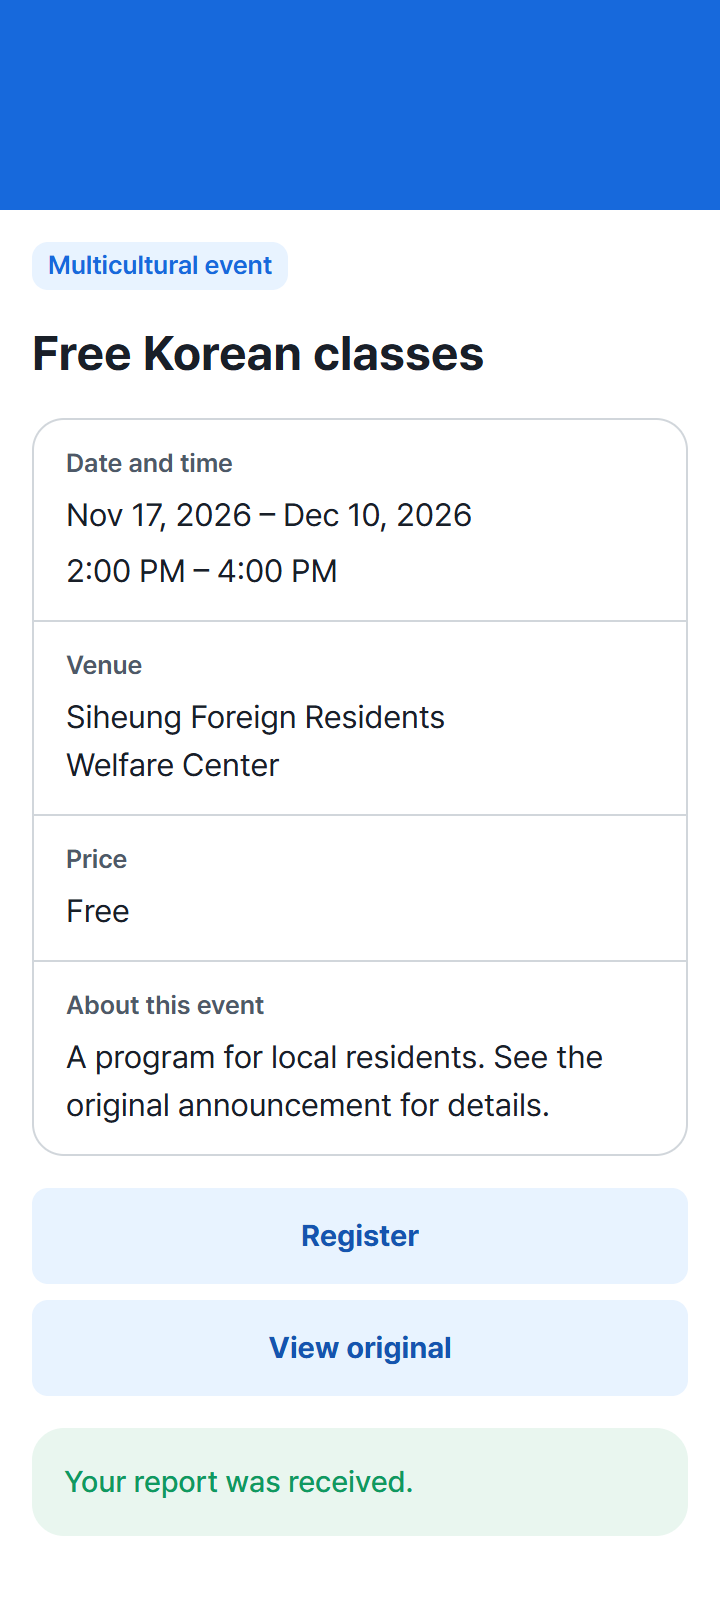 Multicultural event
Free Korean classes
Date and time
Nov 17, 2026 – Dec 10, 2026
2:00 PM – 4:00 PM
Venue
Siheung Foreign Residents
Welfare Center
Price
Free
About this event
A program for local residents. See the
original announcement for details.
Register
View original
Your report was received.